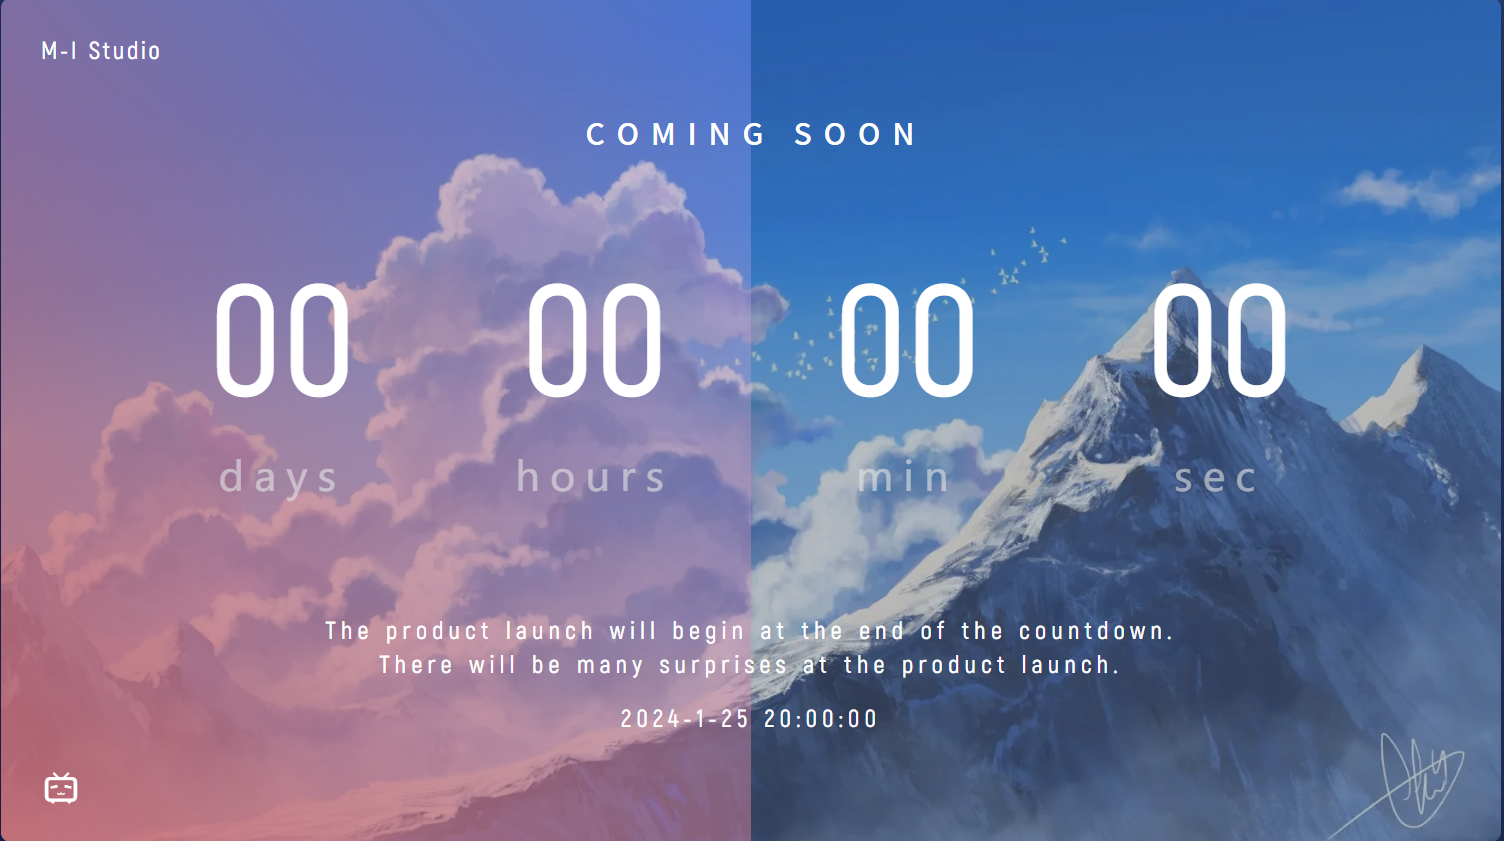 M-I Studio
COMING SOON
00 00 00 00
days hours min sec
The product launch will begin at the end of the countdown.
There will be many surprises at the product launch.
2024-1-25 20:00:00